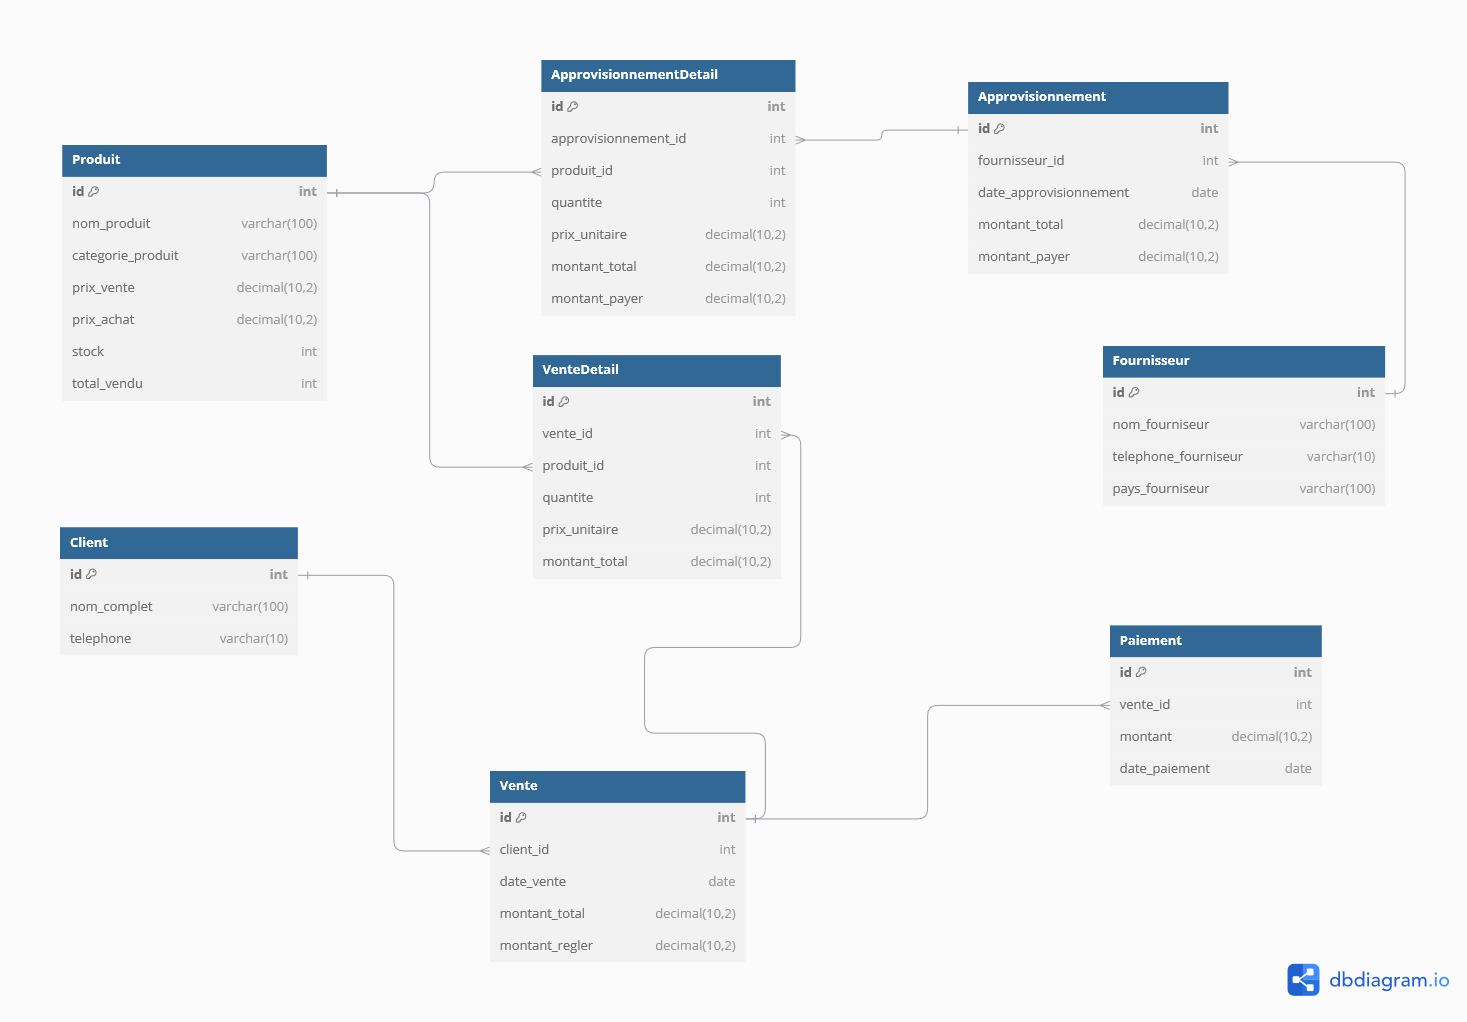 ApprovisionnementDetail
id int
approvisionnement_id int
produit_id int
quantite int
prix_unitaire decimal(10,2)
montant_total decimal(10,2)
montant_payer decimal(10,2)
Approvisionnement
id int
fournisseur_id int
date_approvisionnement date
montant_total decimal(10,2)
montant_payer decimal(10,2)
Produit
id int
nom_produit varchar(100)
categorie_produit varchar(100)
prix_vente decimal(10,2)
prix_achat decimal(10,2)
stock int
total_vendu int
VenteDetail
id int
vente_id int
produit_id int
quantite int
prix_unitaire decimal(10,2)
montant_total decimal(10,2)
Fournisseur
id int
nom_fourniseur varchar(100)
telephone_fourniseur varchar(10)
pays_fourniseur varchar(100)
Client
id int
nom_complet varchar(100)
telephone varchar(10)
Paiement
id int
vente_id int
montant decimal(10,2)
date_paiement date
Vente
id int
client_id int
date_vente date
montant_total decimal(10,2)
montant_regler decimal(10,2)
dbdiagram.io